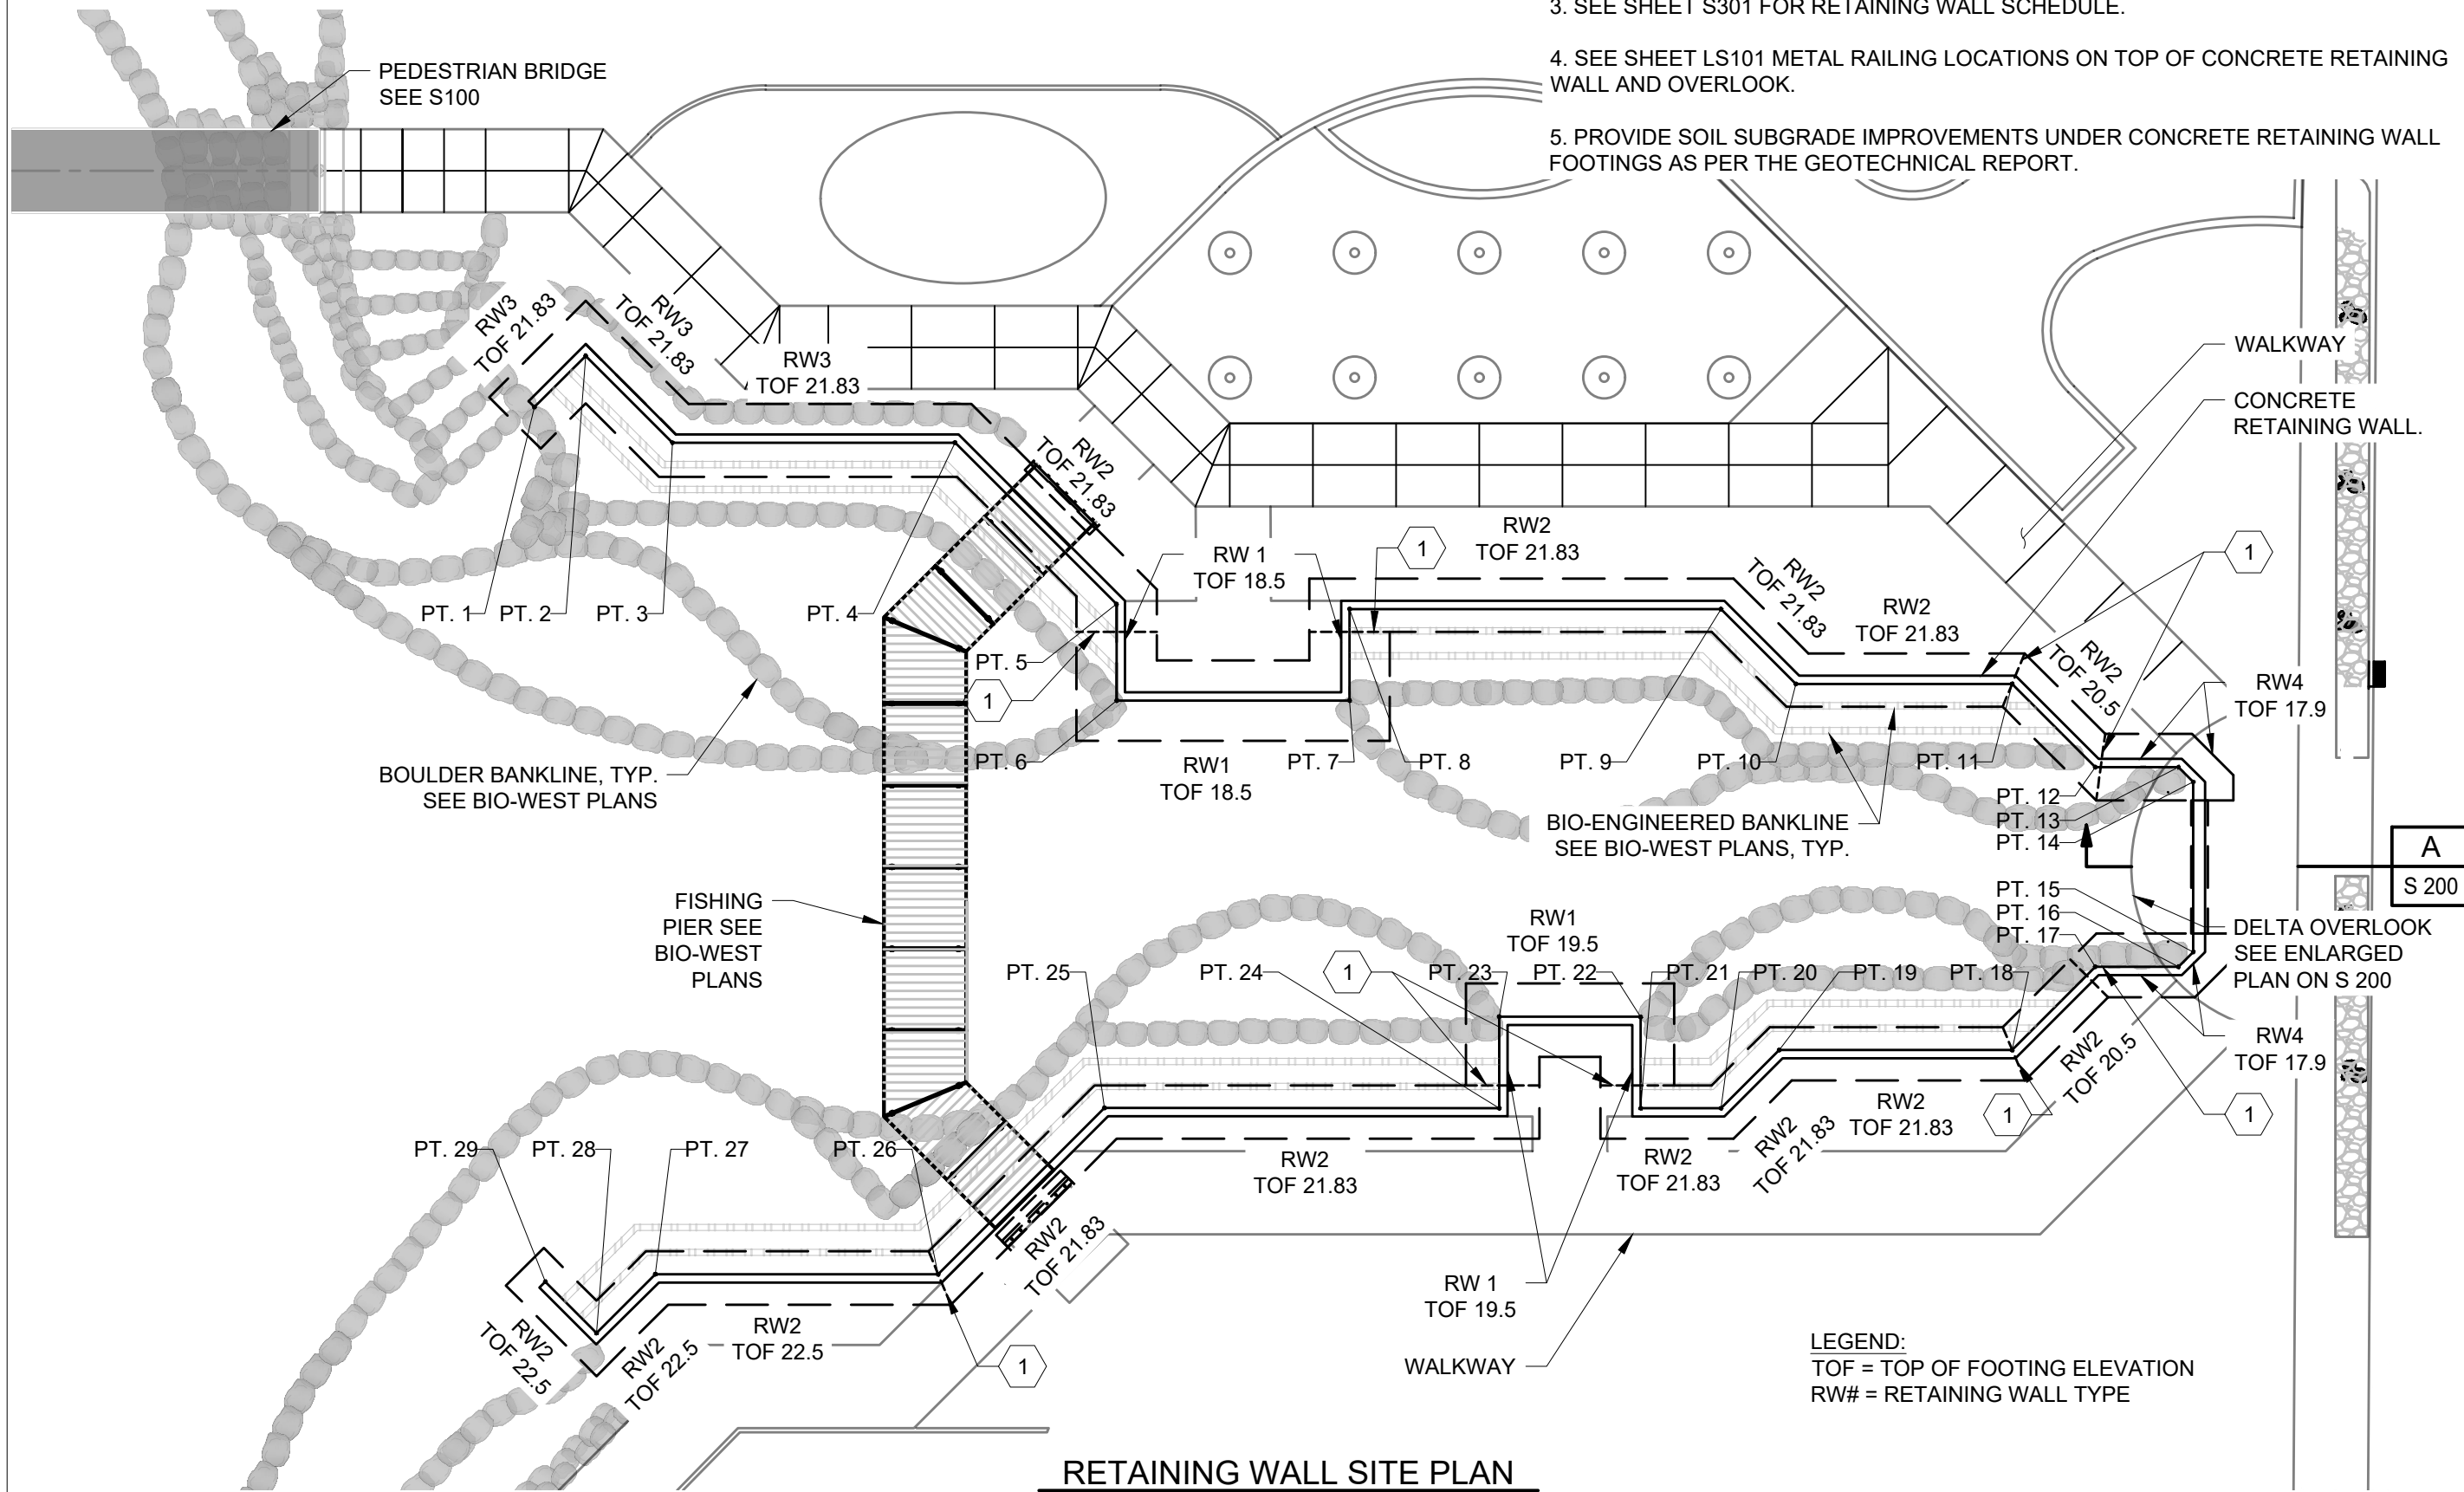 3. SEE SHEET S301 FOR RETAINING WALL SCHEDULE.
4. SEE SHEET LS101 METAL RAILING LOCATIONS ON TOP OF CONCRETE RETAINING
WALL AND OVERLOOK.
5. PROVIDE SOIL SUBGRADE IMPROVEMENTS UNDER CONCRETE RETAINING WALL
FOOTINGS AS PER THE GEOTECHNICAL REPORT.
PEDESTRIAN BRIDGE
SEE S100
RW3
TOF 21.83
RW3
TOF 21.83
RW3
TOF 21.83
WALKWAY
CONCRETE
RETAINING WALL.
RW2
TOF 21.83
RW 1
TOF 18.5
1
RW2
TOF 21.83
1
RW2
TOF 21.83
RW2
TOF 21.83
PT. 1
PT. 2
PT. 3
PT. 4
PT. 5
1
RW2
TOF 20.5
RW4
TOF 17.9
BOULDER BANKLINE, TYP.
SEE BIO-WEST PLANS
PT. 6
RW1
TOF 18.5
PT. 7
PT. 8
PT. 9
PT. 10
PT. 11
PT. 12
PT. 13
PT. 14
BIO-ENGINEERED BANKLINE
SEE BIO-WEST PLANS, TYP.
A
S 200
FISHING
PIER SEE
BIO-WEST
PLANS
PT. 15
PT. 16
PT. 17
DELTA OVERLOOK
SEE ENLARGED
PLAN ON S 200
RW1
TOF 19.5
PT. 25
PT. 24
1
PT. 23
PT. 22
PT. 21
PT. 20
PT. 19
PT. 18
RW4
TOF 17.9
RW2
TOF 20.5
1
1
RW2
TOF 21.83
RW2
TOF 21.83
RW2
TOF 21.83
RW2
TOF 21.83
PT. 29
PT. 28
PT. 27
PT. 26
RW2
TOF 21.83
RW 1
TOF 19.5
RW2
TOF 22.5
RW2
TOF 22.5
RW2
TOF 22.5
1
WALKWAY
LEGEND:
TOF = TOP OF FOOTING ELEVATION
RW# = RETAINING WALL TYPE
RETAINING WALL SITE PLAN